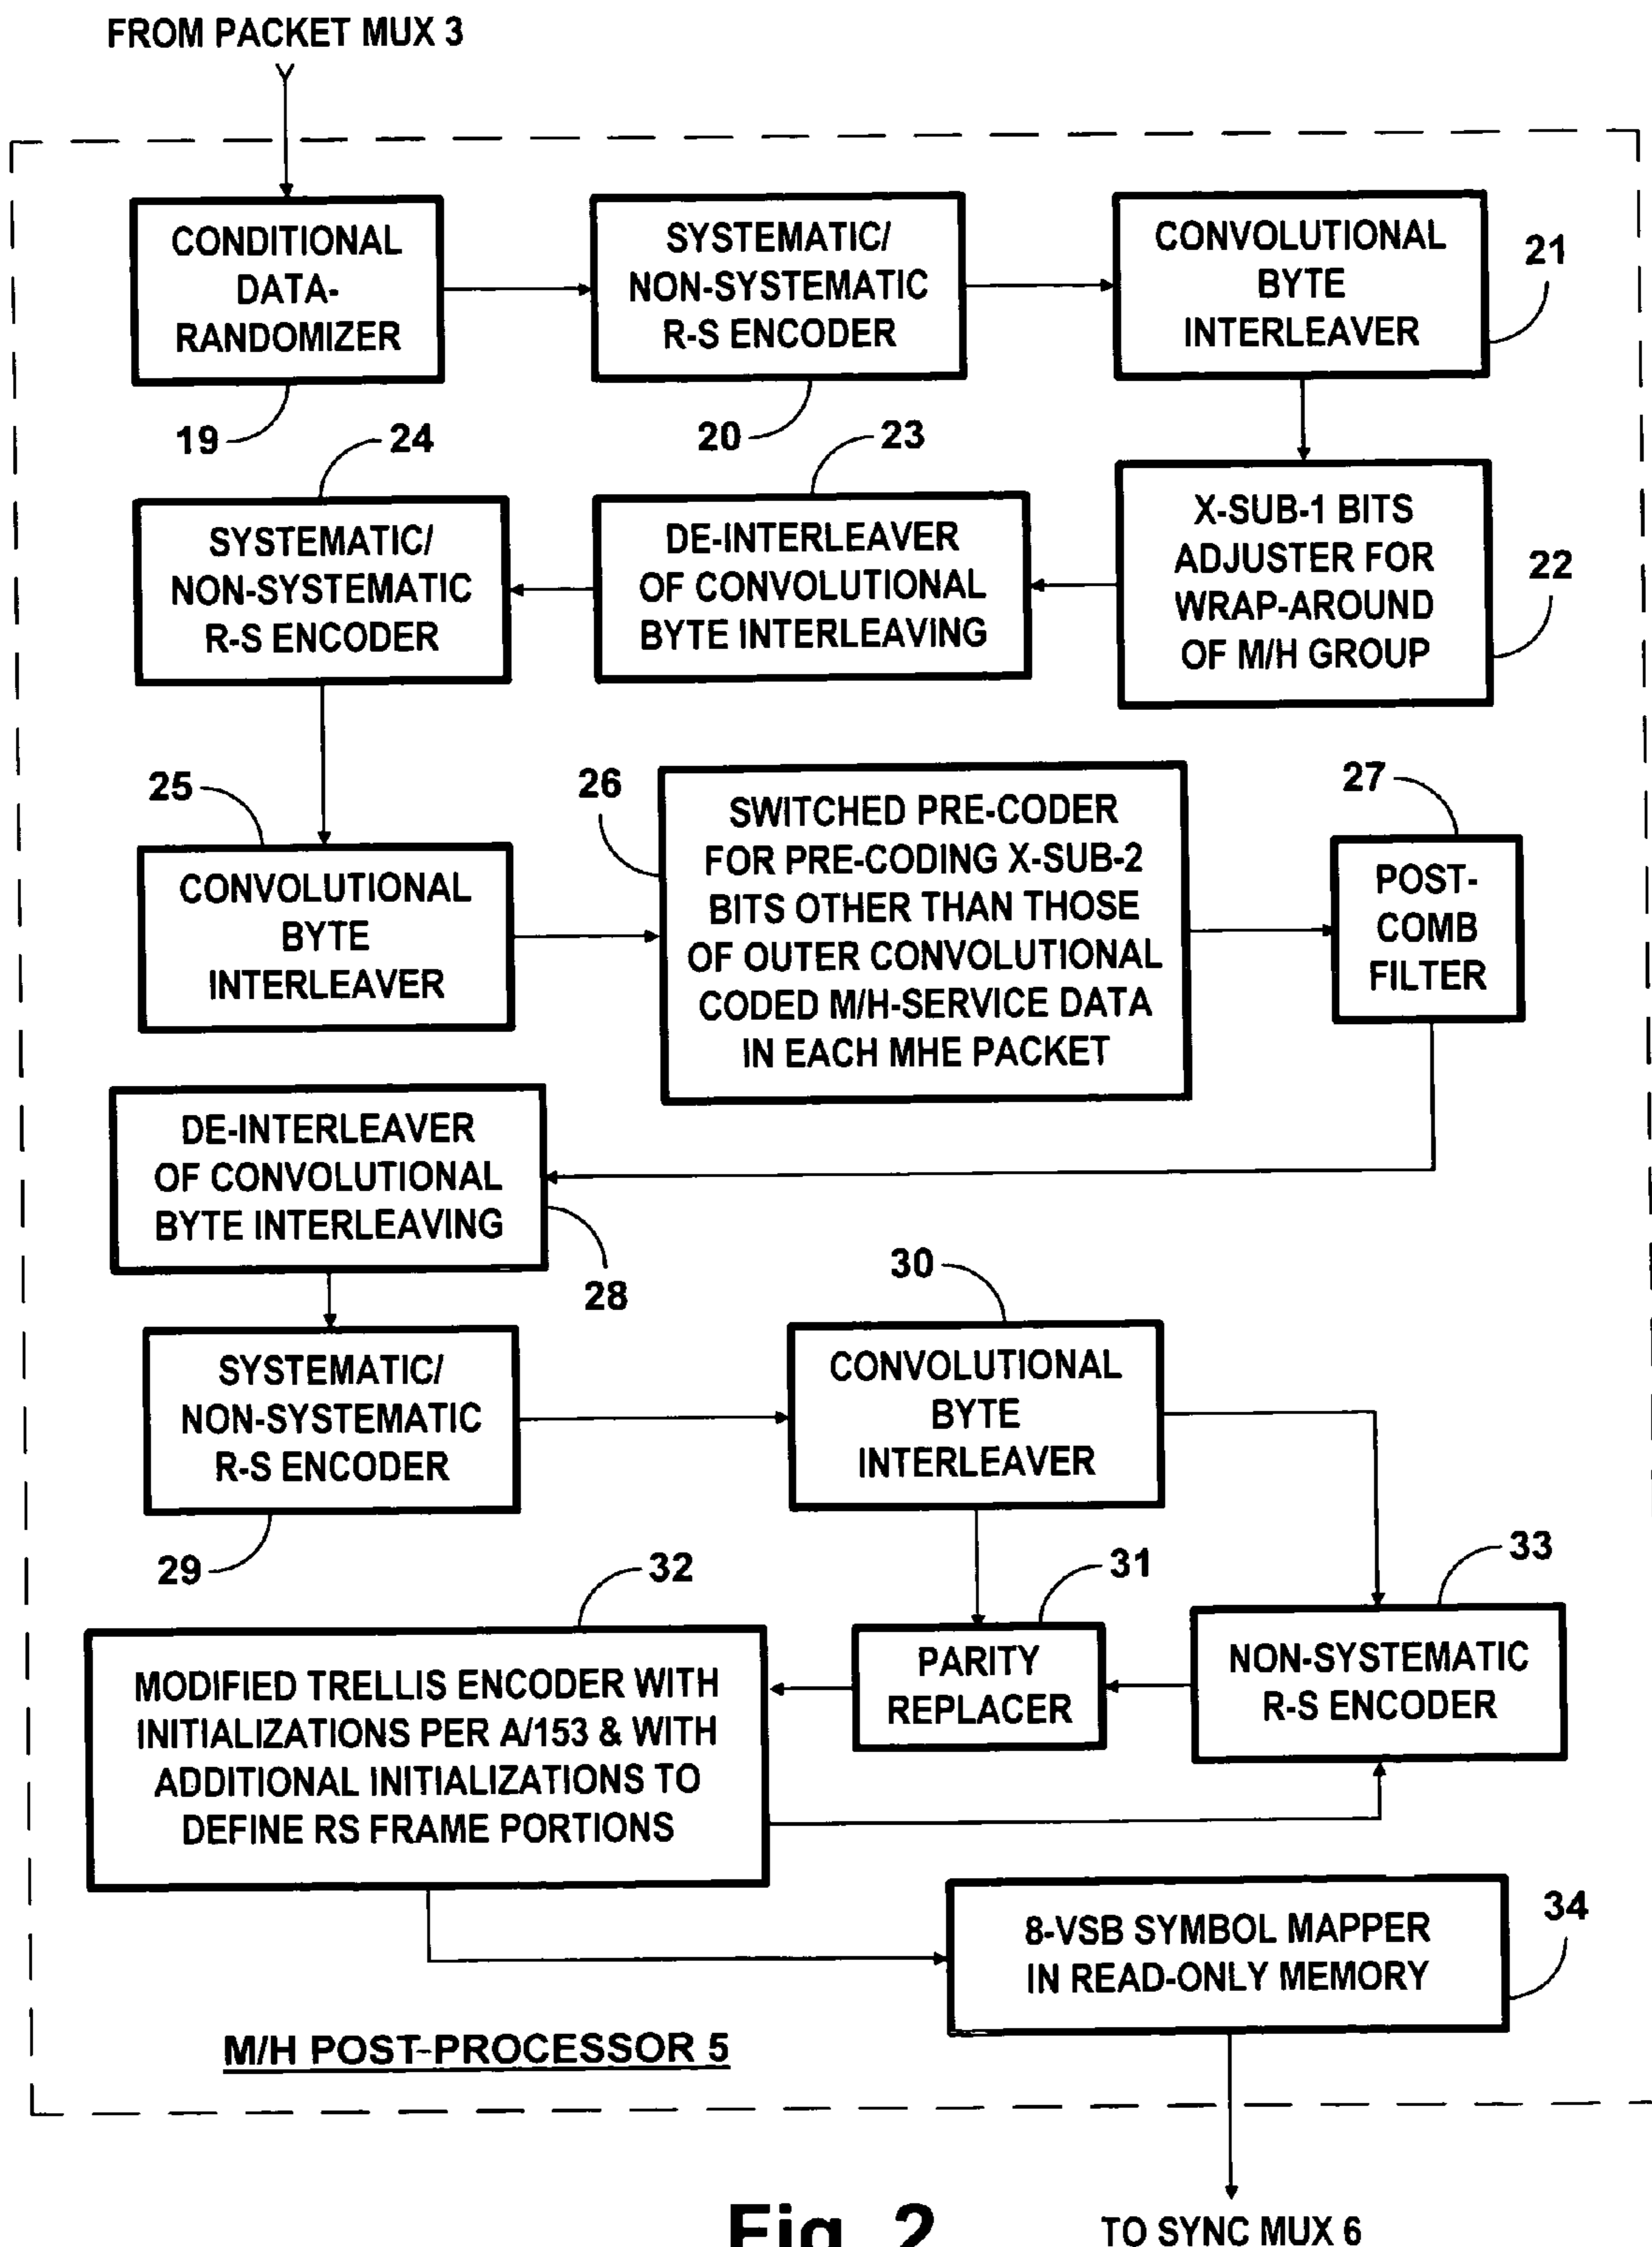 FROM PACKET MUX 3
CONDITIONAL
DATA-
RANDOMIZER
19
SYSTEMATIC/
NON-SYSTEMATIC
R-S ENCODER
20
CONVOLUTIONAL
BYTE
INTERLEAVER
21
24
SYSTEMATIC/
NON-SYSTEMATIC
R-S ENCODER
23
DE-INTERLEAVER
OF CONVOLUTIONAL
BYTE INTERLEAVING
X-SUB-1 BITS
ADJUSTER FOR
WRAP-AROUND
OF M/H GROUP
22
25
CONVOLUTIONAL
BYTE
INTERLEAVER
26
SWITCHED PRE-CODER
FOR PRE-CODING X-SUB-2
BITS OTHER THAN THOSE
OF OUTER CONVOLUTIONAL
CODED M/H-SERVICE DATA
IN EACH MHE PACKET
27
POST-
COMB
FILTER
DE-INTERLEAVER
OF CONVOLUTIONAL
BYTE INTERLEAVING
28
SYSTEMATIC/
NON-SYSTEMATIC
R-S ENCODER
29
30
CONVOLUTIONAL
BYTE
INTERLEAVER
32
MODIFIED TRELLIS ENCODER WITH
INITIALIZATIONS PER A/153 & WITH
ADDITIONAL INITIALIZATIONS TO
DEFINE RS FRAME PORTIONS
31
PARITY
REPLACER
33
NON-SYSTEMATIC
R-S ENCODER
8-VSB SYMBOL MAPPER
IN READ-ONLY MEMORY
34
M/H POST-PROCESSOR 5
Fig. 2
TO SYNC MUX 6